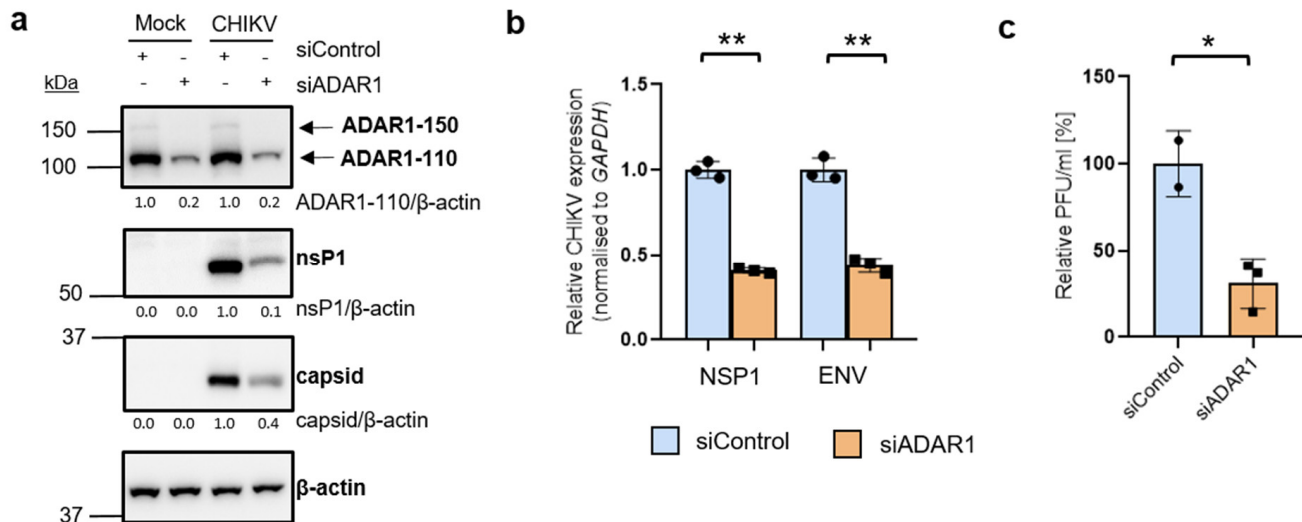 a
Mock CHIKV
+ - + - siControl
- + - + siADAR1
kDa
150
100
ADAR1-150
ADAR1-110
1.0 0.2 1.0 0.2 ADAR1-110/β-actin
nsP1
50
0.0 0.0 1.0 0.1 nsP1/β-actin
37
capsid
0.0 0.0 1.0 0.4 capsid/β-actin
β-actin
37
b
** **
Relative CHIKV expression
(normalised to GAPDH)
1.5
1.0
0.5
0.0
NSP1 ENV
siControl siADAR1
c
*
Relative PFU/ml [%]
150
100
50
0
siControl
siADAR1